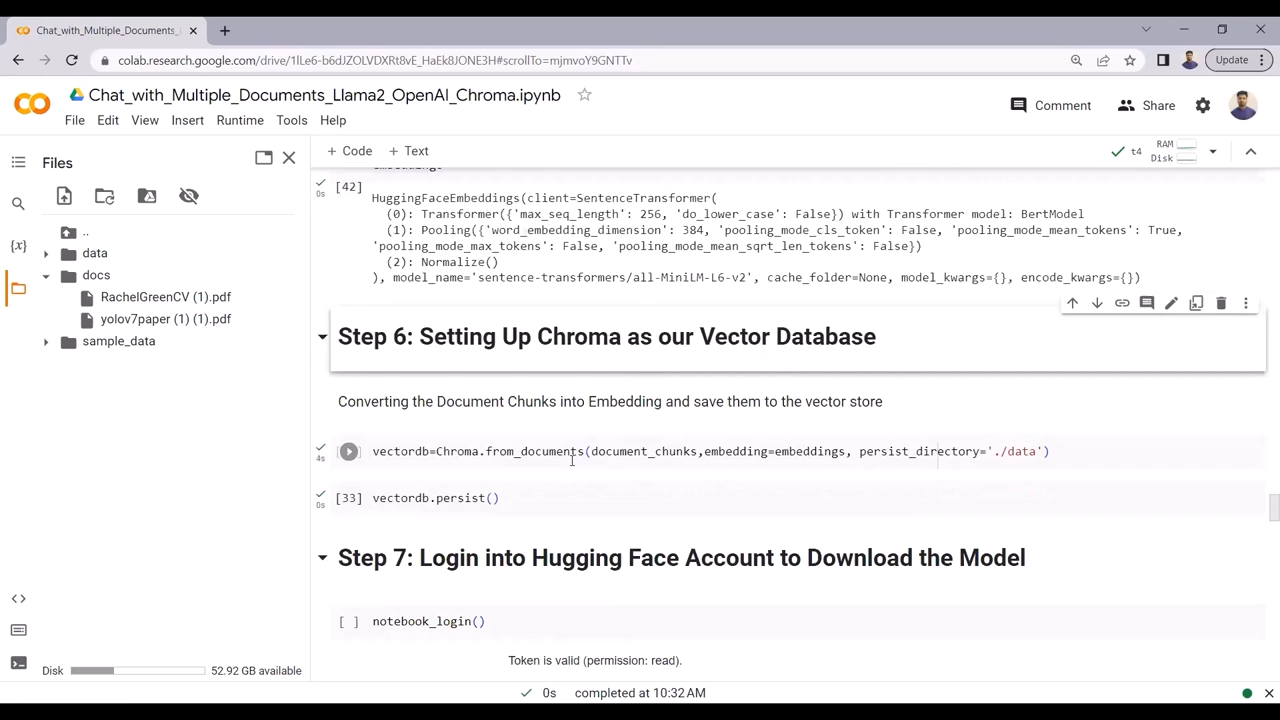 Chat_with_Multiple_Documents_
colab.research.google.com/drive/1lLe6-b6dJZOLVDXRt8vE_HaEk8JONE3H#scrollTo=mjmvoY9GNTTv
Update
Chat_with_Multiple_Documents_Llama2_OpenAI_Chroma.ipynb
Comment
Share
File Edit View Insert Runtime Tools Help
Files
+ Code + Text
RAM
Disk
t4
..
data
docs
RachelGreenCV (1).pdf
yolov7paper (1) (1).pdf
sample_data
0s
[42]
HuggingFaceEmbeddings(client=SentenceTransformer(
(0): Transformer({'max_seq_length': 256, 'do_lower_case': False}) with Transformer model: BertModel
(1): Pooling({'word_embedding_dimension': 384, 'pooling_mode_cls_token': False, 'pooling_mode_mean_tokens': True,
'pooling_mode_max_tokens': False, 'pooling_mode_mean_sqrt_len_tokens': False})
(2): Normalize()
), model_name='sentence-transformers/all-MiniLM-L6-v2', cache_folder=None, model_kwargs={}, encode_kwargs={})
Step 6: Setting Up Chroma as our Vector Database
Converting the Document Chunks into Embedding and save them to the vector store
4s
vectordb=Chroma.from_documents(document_chunks,embedding=embeddings, persist_directory='./data')
0s
[33] vectordb.persist()
Step 7: Login into Hugging Face Account to Download the Model
[ ] notebook_login()
Token is valid (permission: read).
Disk
52.92 GB available
0s completed at 10:32 AM